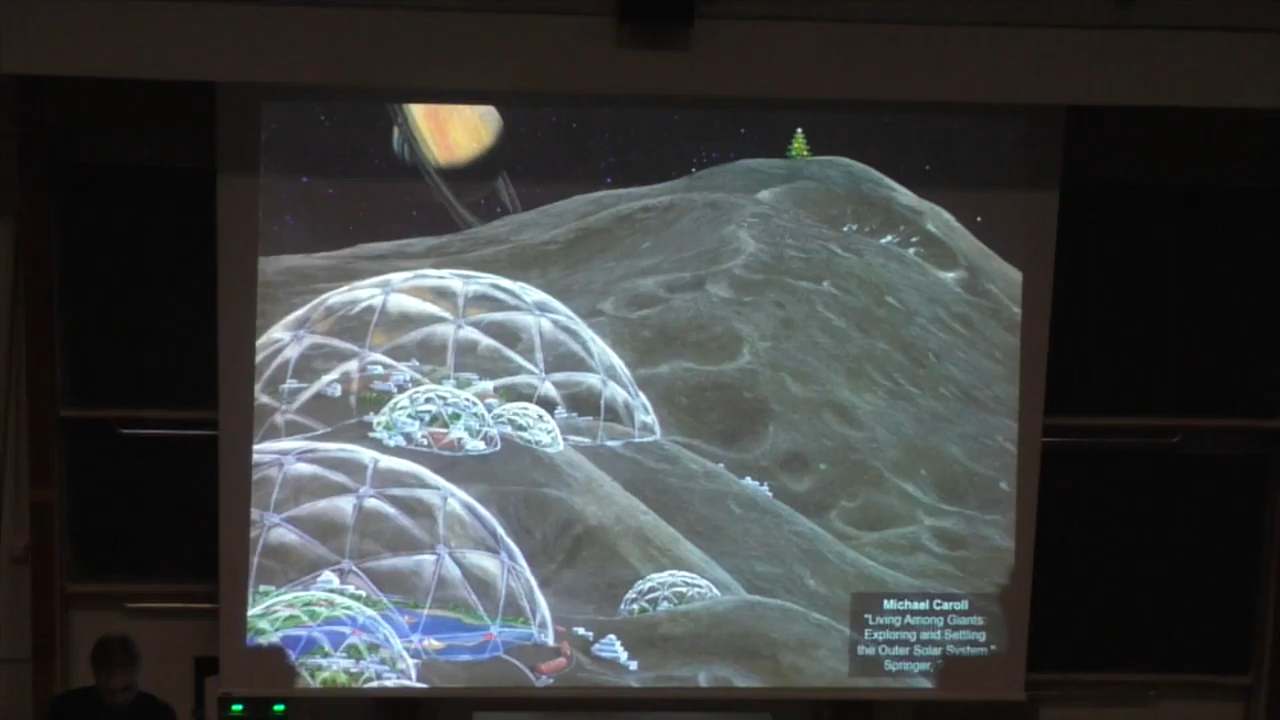 Michael Caroll
"Living Among Giants:
Exploring and Settling
the Outer Solar System."
Springer,